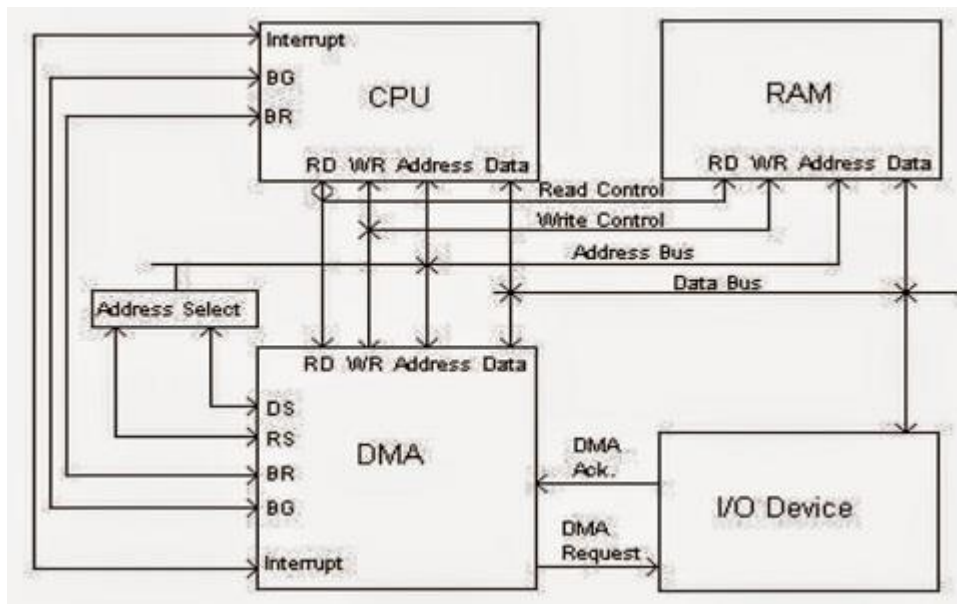 Interrupt
BG
CPU
BR
RD WR Address Data
RAM
RD WR Address Data
Read Control
Write Control
Address Bus
Data Bus
Address Select
RD WR Address Data
DS
RS
DMA
BR
BG
Interrupt
DMA
Ack.
DMA
Request
I/O Device